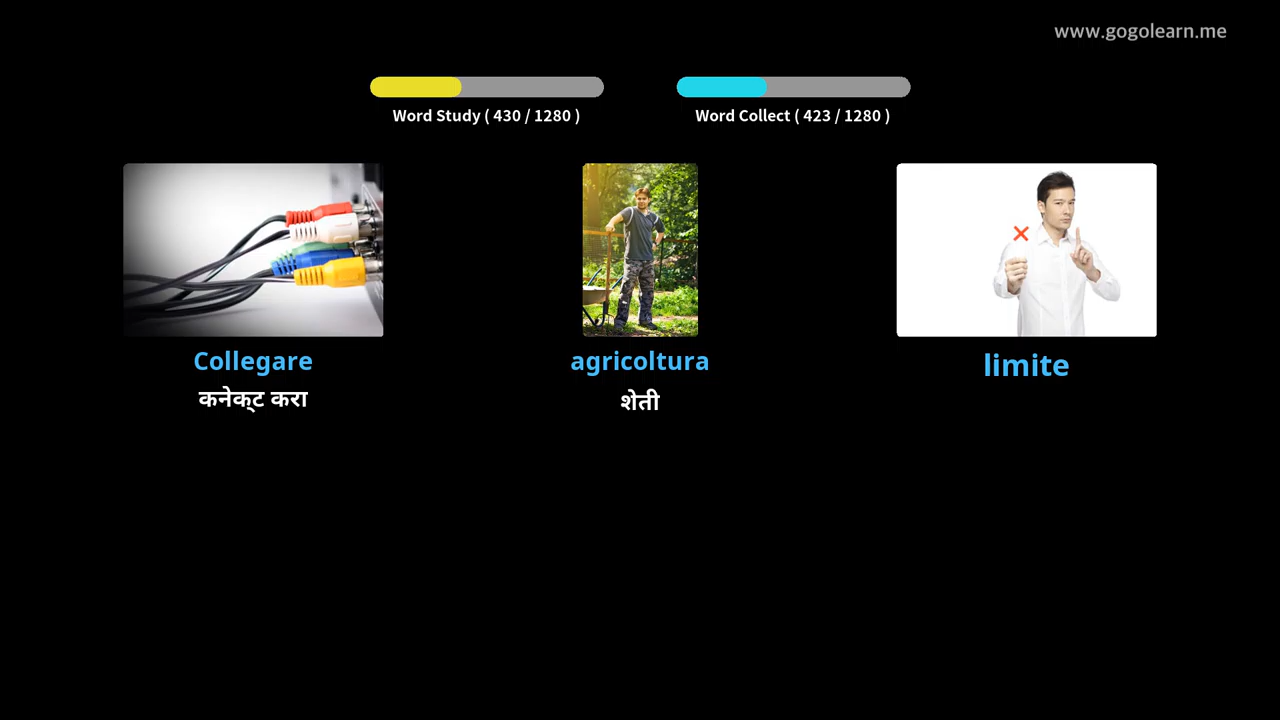 www.gogolearn.me
Word Study ( 430 / 1280 )
Word Collect ( 423 / 1280 )
Collegare
agricoltura
limite
कनेक्ट करा
शेती